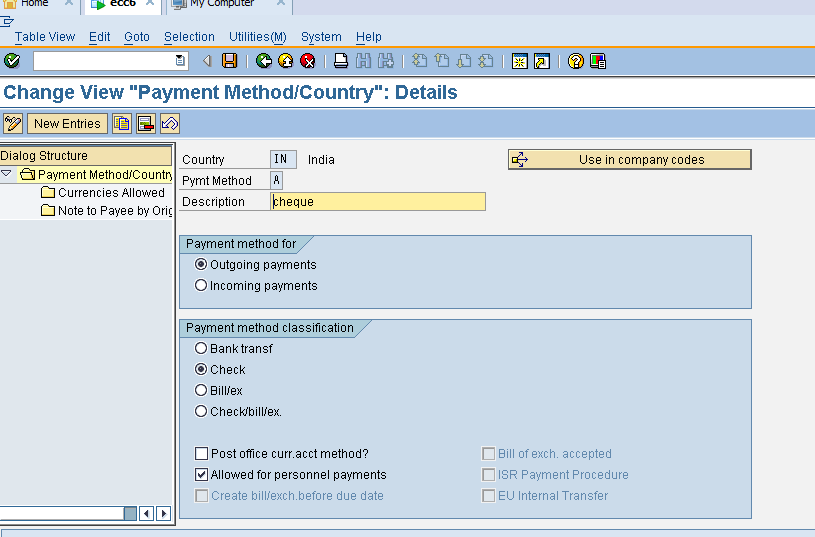 Home ecc6 My Computer
Table View Edit Goto Selection Utilities(M) System Help
Change View "Payment Method/Country": Details
New Entries
Dialog Structure
Payment Method/Country
Currencies Allowed
Note to Payee by Orig
Country IN India
Use in company codes
Pymt Method A
Description cheque
Payment method for
Outgoing payments
Incoming payments
Payment method classification
Bank transf
Check
Bill/ex
Check/bill/ex.
Post office curr.acct method? Bill of exch. accepted
Allowed for personnel payments ISR Payment Procedure
Create bill/exch.before due date EU Internal Transfer